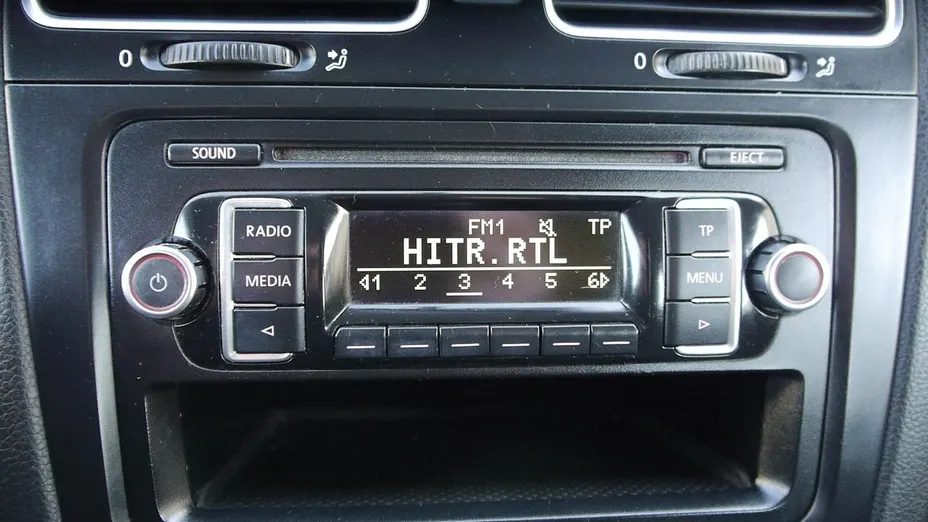 0
0
SOUND
EJECT
FM1 TP
RADIO
HITR.RTL
TP
MEDIA
1 2 3 4 5 6
MENU